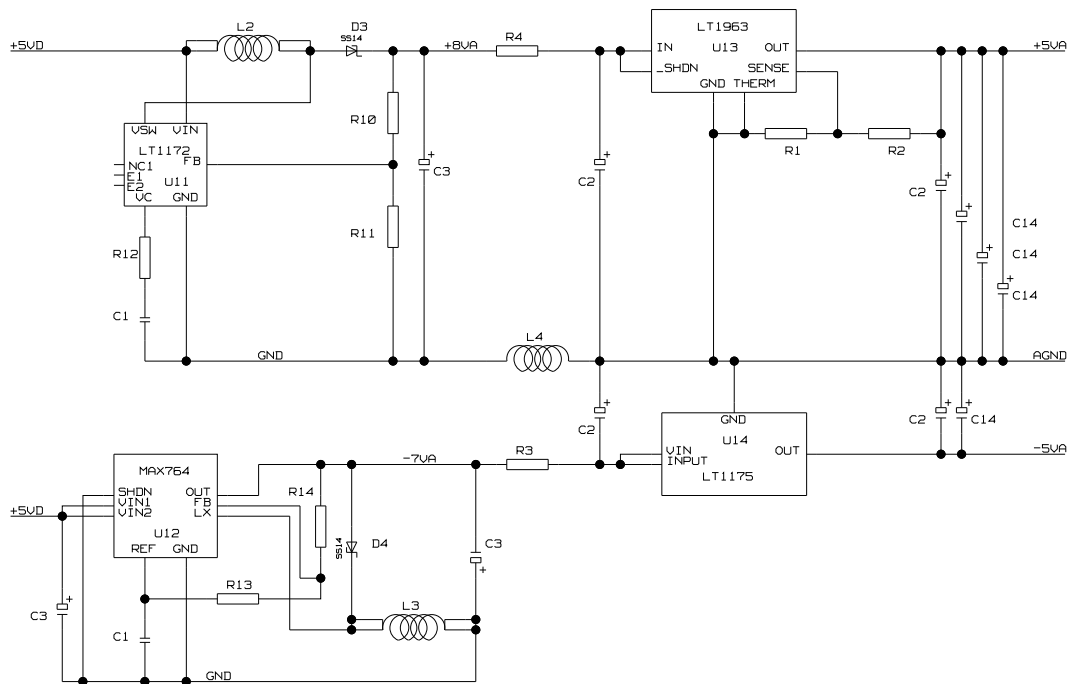 L2
D3
SS14
+5VD
+8VA
R4
LT1963
IN
U13
OUT
_SHDN
SENSE
GND THERM
+5VA
R10
R1
R2
VSW
VIN
LT1172
FB
NC1
E1
E2
U11
VC
GND
C3
C2
C2
R12
R11
C14
C14
C14
C1
GND
L4
AGND
C2
GND
U14
C2
C14
VIN
INPUT
OUT
LT1175
-5VA
-7VA
R3
MAX764
SHDN
OUT
VIN1
FB
VIN2
LX
U12
REF
GND
+5VD
R14
SS14
D4
C3
R13
L3
C3
C1
GND
+
+
+
+
+
+
+
+
+
+
+